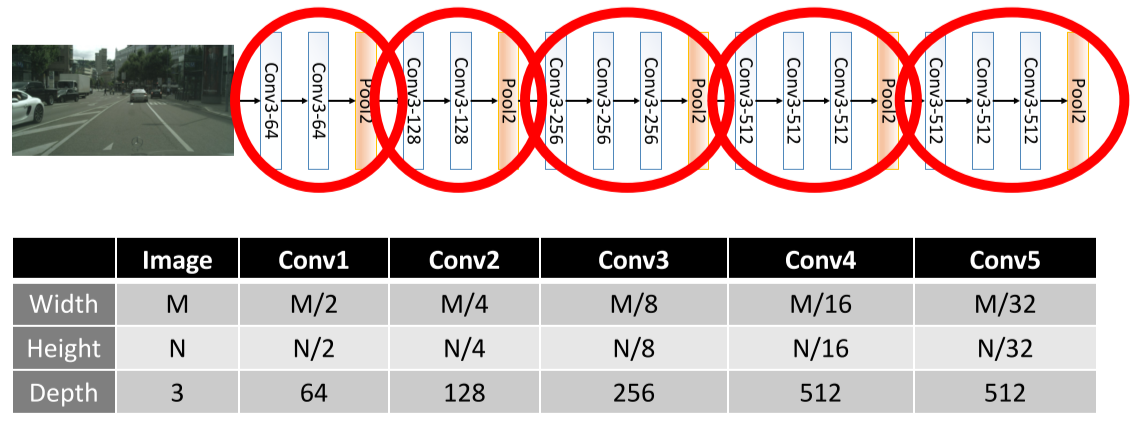 Conv3-64
Conv3-64
Pool2
Conv3-128
Conv3-128
Pool2
Conv3-256
Conv3-256
Conv3-256
Pool2
Conv3-512
Conv3-512
Conv3-512
Pool2
Conv3-512
Conv3-512
Conv3-512
Pool2
Image Conv1 Conv2 Conv3 Conv4 Conv5
Width M M/2 M/4 M/8 M/16 M/32
Height N N/2 N/4 N/8 N/16 N/32
Depth 3 64 128 256 512 512